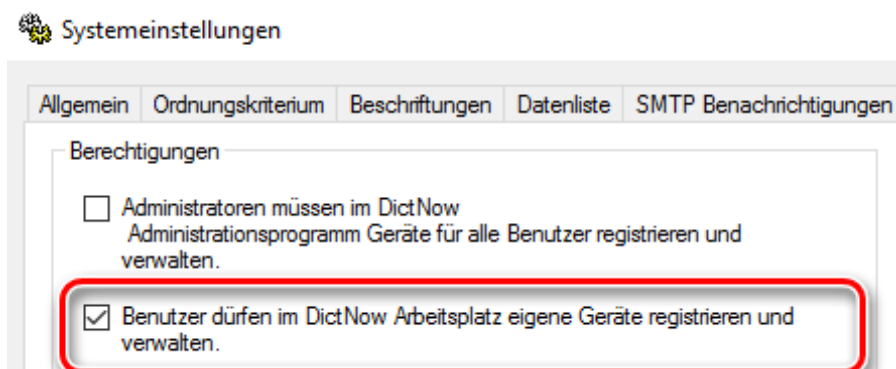 Systemeinstellungen
Allgemein Ordnungskriterium Beschriftungen Datenliste SMTP Benachrichtigungen
Berechtigungen
Administratoren müssen im DictNow
Administrationsprogramm Geräte für alle Benutzer registrieren und
verwalten.
Benutzer dürfen im DictNow Arbeitsplatz eigene Geräte registrieren und
verwalten.